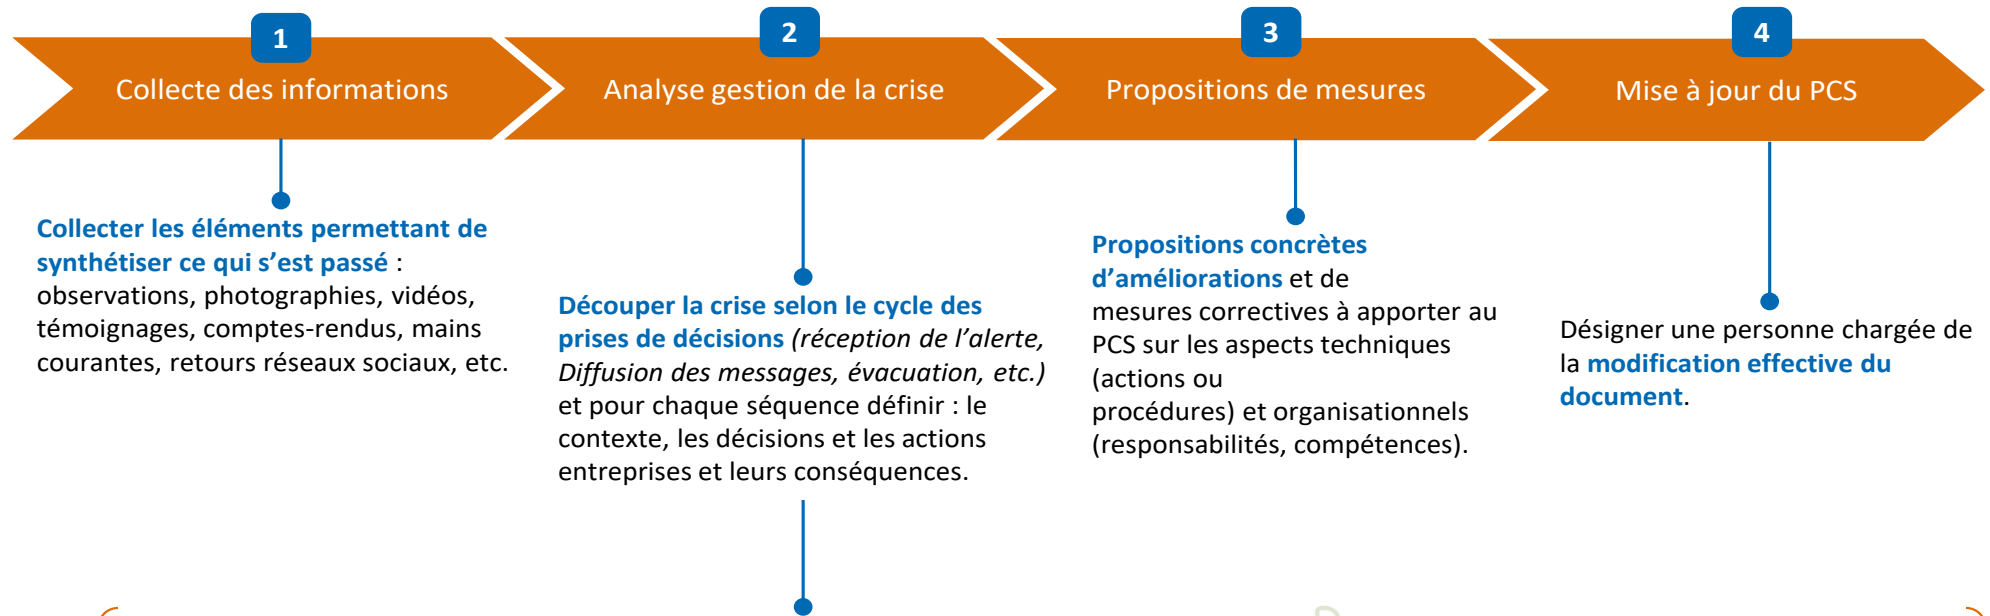 1
Collecte des informations
2
Analyse gestion de la crise
3
Propositions de mesures
4
Mise à jour du PCS
Collecter les éléments permettant de
synthétiser ce qui s’est passé :
observations, photographies, vidéos,
témoignages, comptes-rendus, mains
courantes, retours réseaux sociaux, etc.
Découper la crise selon le cycle des
prises de décisions (réception de l’alerte,
Diffusion des messages, évacuation, etc.)
et pour chaque séquence définir : le
contexte, les décisions et les actions
entreprises et leurs conséquences.
Propositions concrètes
d’améliorations et de
mesures correctives à apporter au
PCS sur les aspects techniques
(actions ou
procédures) et organisationnels
(responsabilités, compétences).
Désigner une personne chargée de
la modification effective du
document.